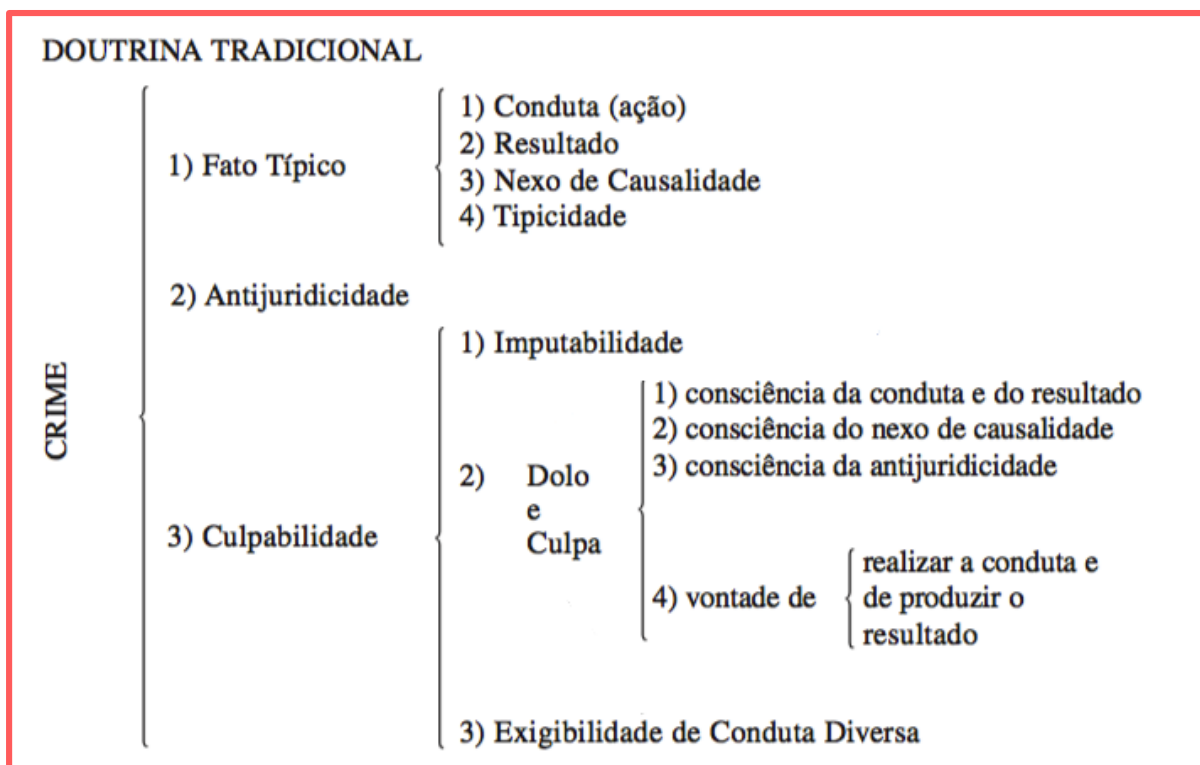 DOUTRINA TRADICIONAL
CRIME
1) Fato Típico
1) Conduta (ação)
2) Resultado
3) Nexo de Causalidade
4) Tipicidade
2) Antijuridicidade
3) Culpabilidade
1) Imputabilidade
2) Dolo
e
Culpa
1) consciência da conduta e do resultado
2) consciência do nexo de causalidade
3) consciência da antijuridicidade
4) vontade de
realizar a conduta e
de produzir o
resultado
3) Exigibilidade de Conduta Diversa